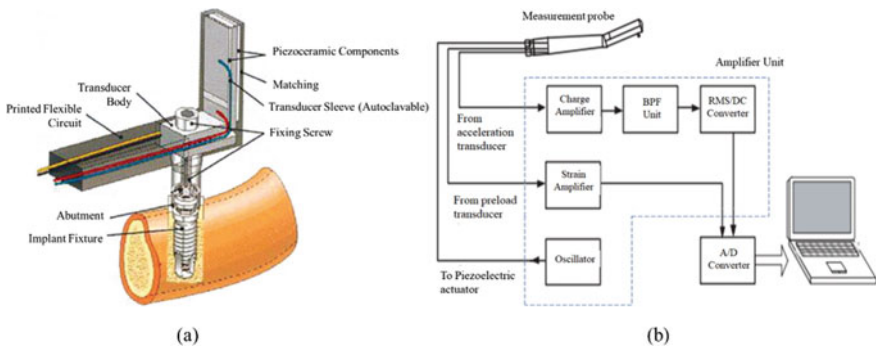 (a)
Piezoceramic Components
Matching
Transducer
Body
Transducer Sleeve (Autoclavable)
Printed Flexible
Circuit
Fixing Screw
Abutment
Implant Fixture
(a)
Measurement probe
Amplifier Unit
Charge
Amplifier
BPF
Unit
RMS/DC
Converter
From
acceleration
transducer
Strain
Amplifier
From preload
transducer
Oscillator
A/D
Converter
To Piezoelectric
actuator
(b)